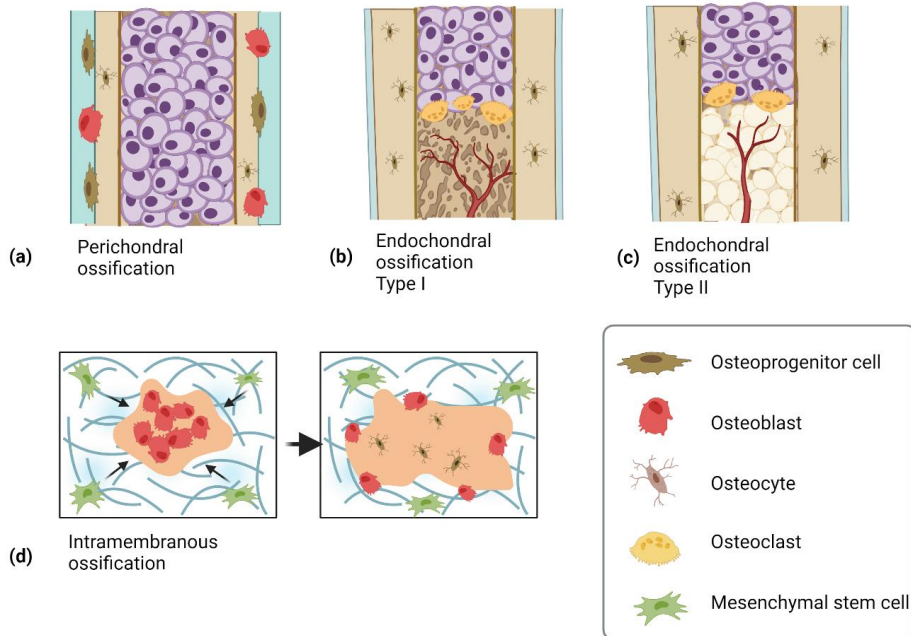 (a)
Perichondral
ossification
(b)
Endochondral
ossification
Type I
(c)
Endochondral
ossification
Type II
(d)
Intramembranous
ossification
Osteoprogenitor cell
Osteoblast
Osteocyte
Osteoclast
Mesenchymal stem cell